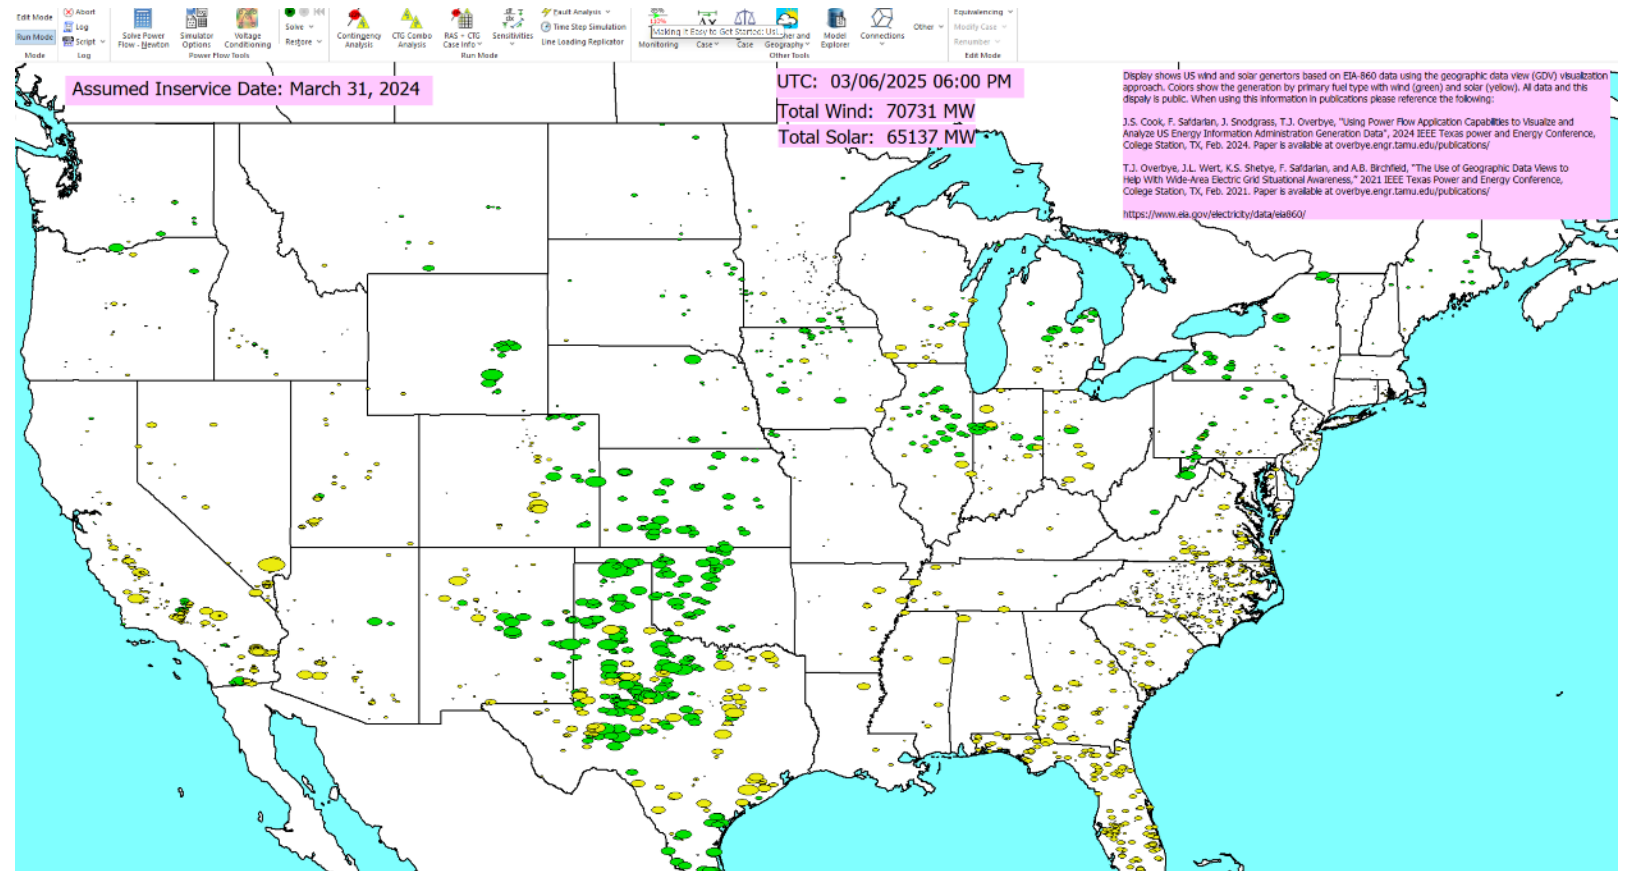 Edit Mode
Run Mode
Mode
Abort
Log
Script
Log
Solve Power
Flow - Newton
Simulator
Options
Voltage
Conditioning
Power Flow Tools
Solve
Restore
Contingency
Analysis
CTG Combo
Analysis
RAS + CTG
Case Info
Sensitivities
Fault Analysis
Time Step Simulation
Line Loading Replicator
Run Mode
Making It Easy to Get Started: Usi...
Monitoring
Case
Case
Geography
Model
Explorer
Connections
Other
Other Tools
Equivalencing
Modify Case
Renumber
Edit Mode
Assumed Inservice Date: March 31, 2024
UTC: 03/06/2025 06:00 PM
Total Wind: 70731 MW
Total Solar: 65137 MW
Display shows US wind and solar genertors based on EIA-860 data using the geographic data view (GDV) visualization
approach. Colors show the generation by primary fuel type with wind (green) and solar (yellow). All data and this
dispaly is public. When using this information in publications please reference the following:
J.S. Cook, F. Safdarian, J. Snodgrass, T.J. Overbye, "Using Power Flow Application Capabilities to Visualize and
Analyze US Energy Information Administration Generation Data", 2024 IEEE Texas power and Energy Conference,
College Station, TX, Feb. 2024. Paper is available at overbye.engr.tamu.edu/publications/
T.J. Overbye, J.L. Wert, K.S. Shetye, F. Safdarian, and A.B. Birchfield, "The Use of Geographic Data Views to
Help With Wide-Area Electric Grid Situational Awareness," 2021 IEEE Texas Power and Energy Conference,
College Station, TX, Feb. 2021. Paper is available at overbye.engr.tamu.edu/publications/
https://www.eia.gov/electricity/data/eia860/